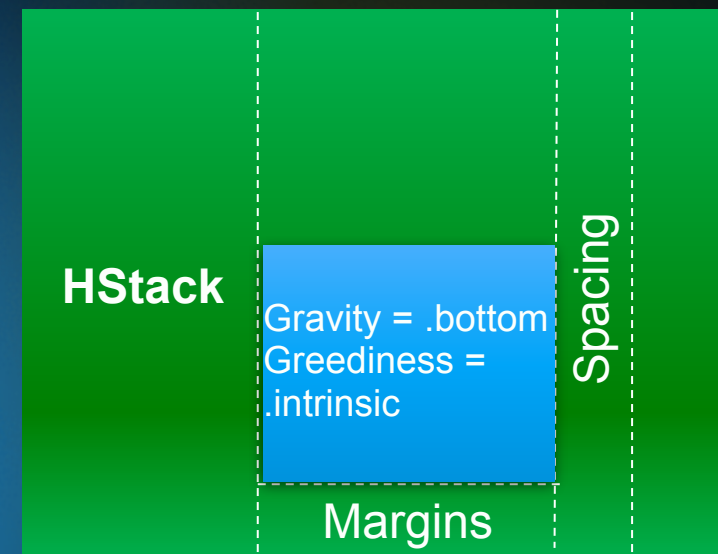 HStack
Gravity = .bottom
Greediness =
.intrinsic
Spacing
Margins